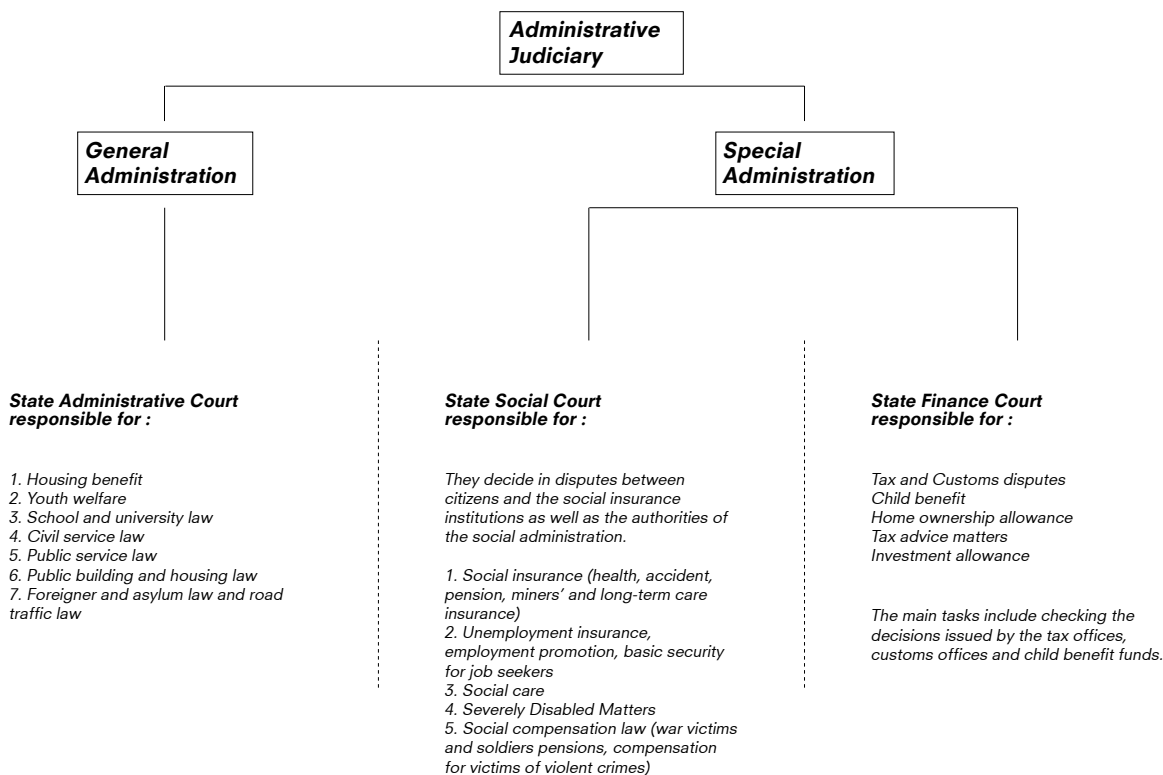 Administrative
Judiciary
General
Administration
Special
Administration
State Administrative Court
responsible for :
1. Housing benefit
2. Youth welfare
3. School and university law
4. Civil service law
5. Public service law
6. Public building and housing law
7. Foreigner and asylum law and road
traffic law
State Social Court
responsible for :
They decide in disputes between
citizens and the social insurance
institutions as well as the authorities of
the social administration.
1. Social insurance (health, accident,
pension, miners’ and long-term care
insurance)
2. Unemployment insurance,
employment promotion, basic security
for job seekers
3. Social care
4. Severely Disabled Matters
5. Social compensation law (war victims
and soldiers pensions, compensation
for victims of violent crimes)
State Finance Court
responsible for :
Tax and Customs disputes
Child benefit
Home ownership allowance
Tax advice matters
Investment allowance
The main tasks include checking the
decisions issued by the tax offices,
customs offices and child benefit funds.